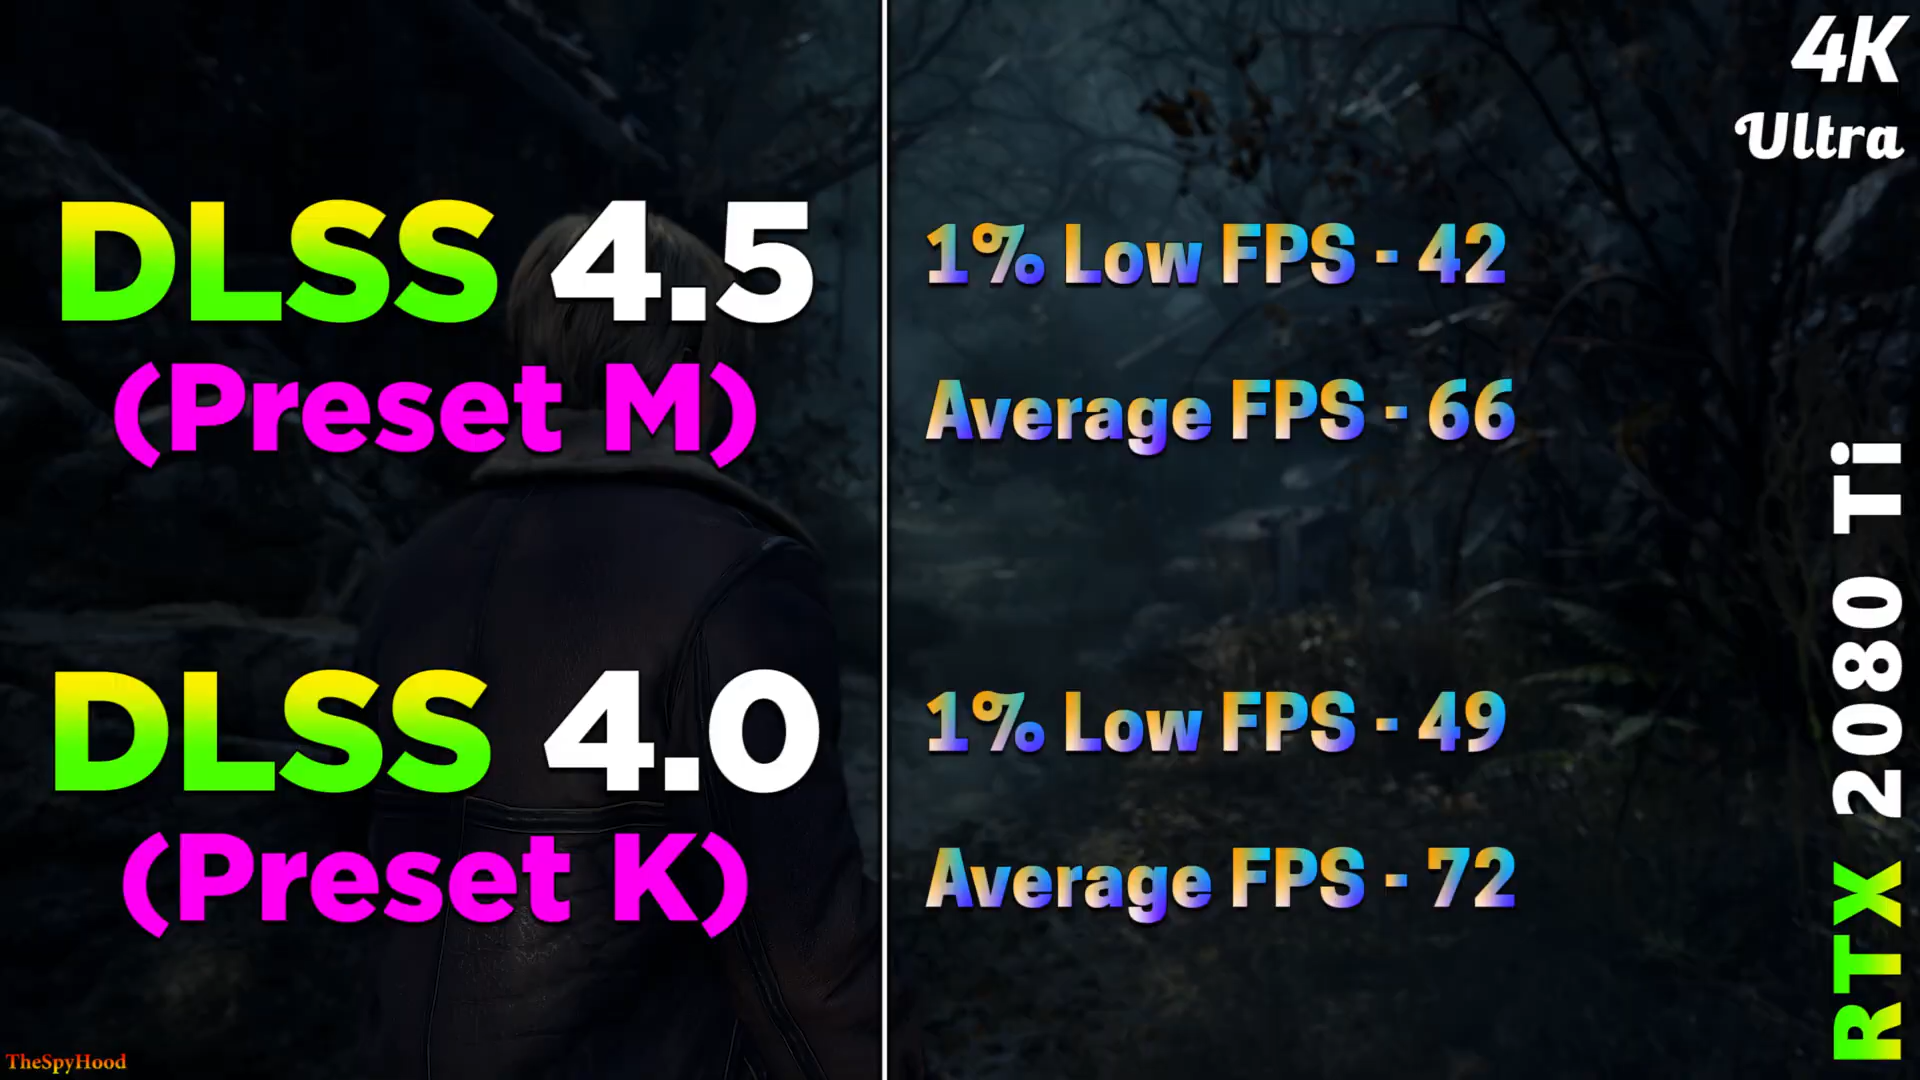 4K
Ultra
DLSS 4.5
(Preset M)
1% Low FPS - 42
Average FPS - 66
DLSS 4.0
(Preset K)
1% Low FPS - 49
Average FPS - 72
RTX 2080 Ti
TheSpyHood